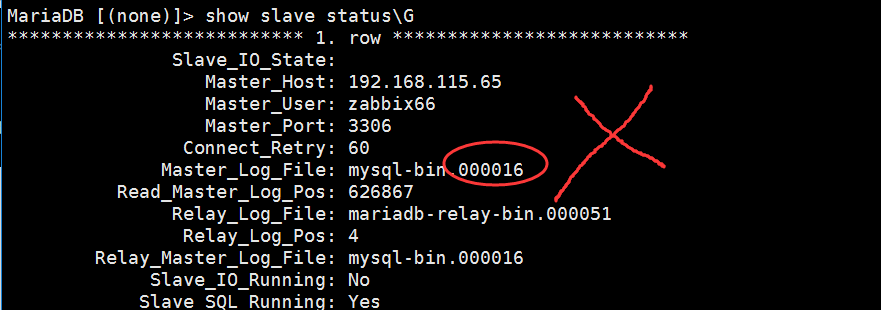 MariaDB [(none)]> show slave status\G
*************************** 1. row ***************************
Slave_IO_State:
Master_Host: 192.168.115.65
Master_User: zabbix66
Master_Port: 3306
Connect_Retry: 60
Master_Log_File: mysql-bin.000016
Read_Master_Log_Pos: 626867
Relay_Log_File: mariadb-relay-bin.000051
Relay_Log_Pos: 4
Relay_Master_Log_File: mysql-bin.000016
Slave_IO_Running: No
Slave_SQL_Running: Yes